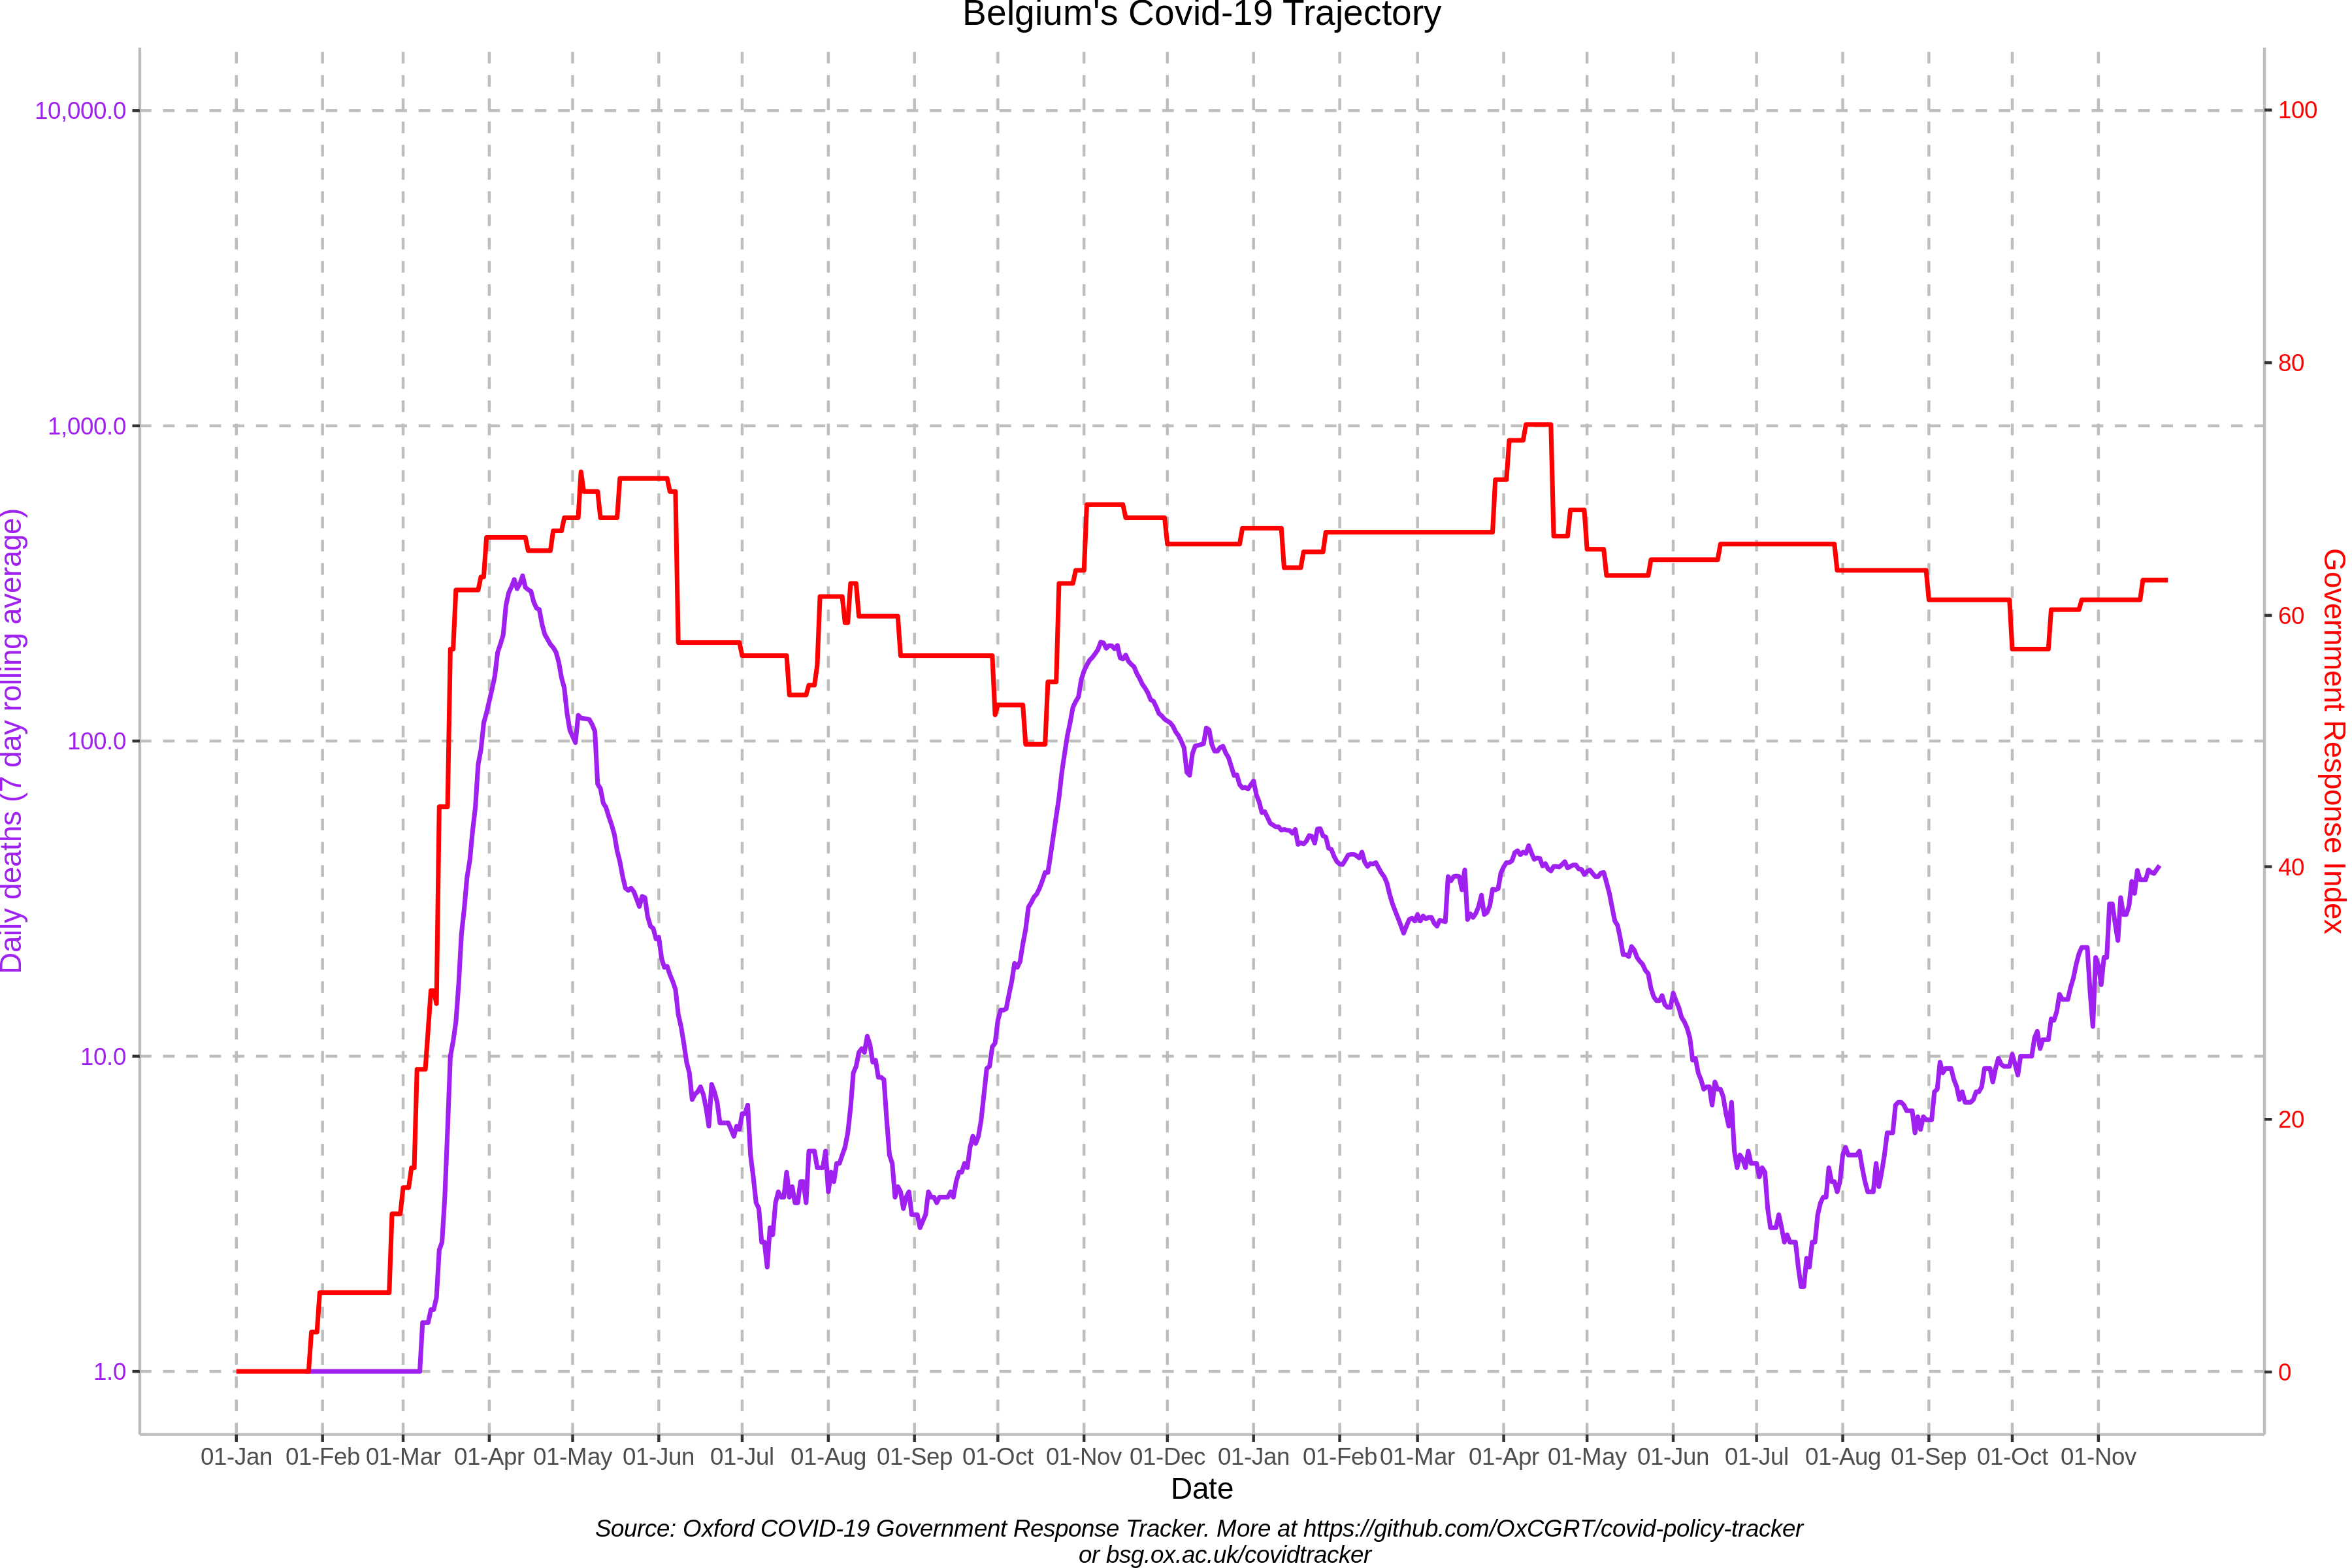 Belgium's Covid-19 Trajectory
10,000.0
1,000.0
100.0
10.0
1.0
Daily deaths (7 day rolling average)
100
80
60
40
20
0
Government Response Index
01-Jan 01-Feb 01-Mar 01-Apr 01-May 01-Jun 01-Jul 01-Aug 01-Sep 01-Oct 01-Nov 01-Dec 01-Jan 01-Feb 01-Mar 01-Apr 01-May 01-Jun 01-Jul 01-Aug 01-Sep 01-Oct 01-Nov
Date
Source: Oxford COVID-19 Government Response Tracker. More at https://github.com/OxCGRT/covid-policy-tracker
or bsg.ox.ac.uk/covidtracker